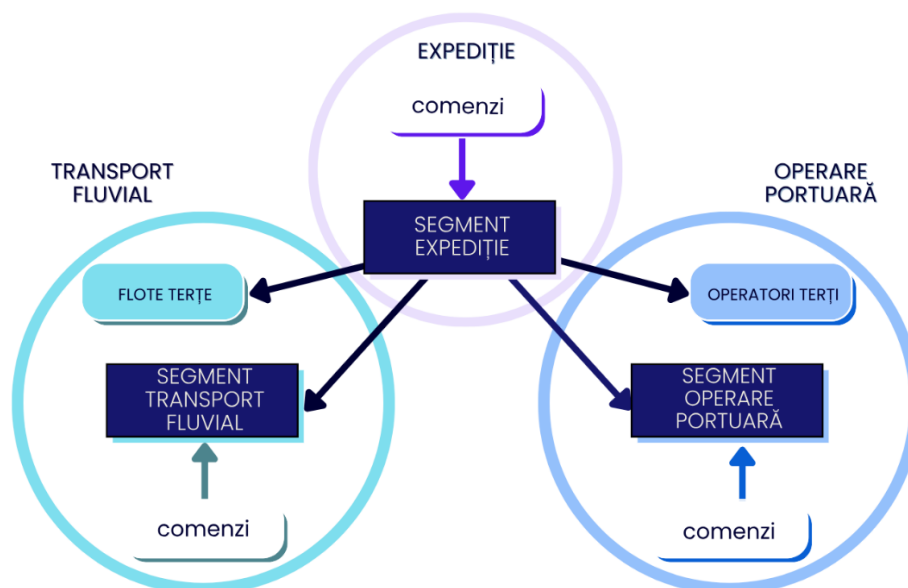 EXPEDIȚIE
comenzi
TRANSPORT
FLUVIAL
OPERARE
PORTUARĂ
SEGMENT
EXPEDIȚIE
FLOTE TERȚE
OPERATORI TERȚI
SEGMENT
TRANSPORT
FLUVIAL
SEGMENT
OPERARE
PORTUARĂ
comenzi
comenzi